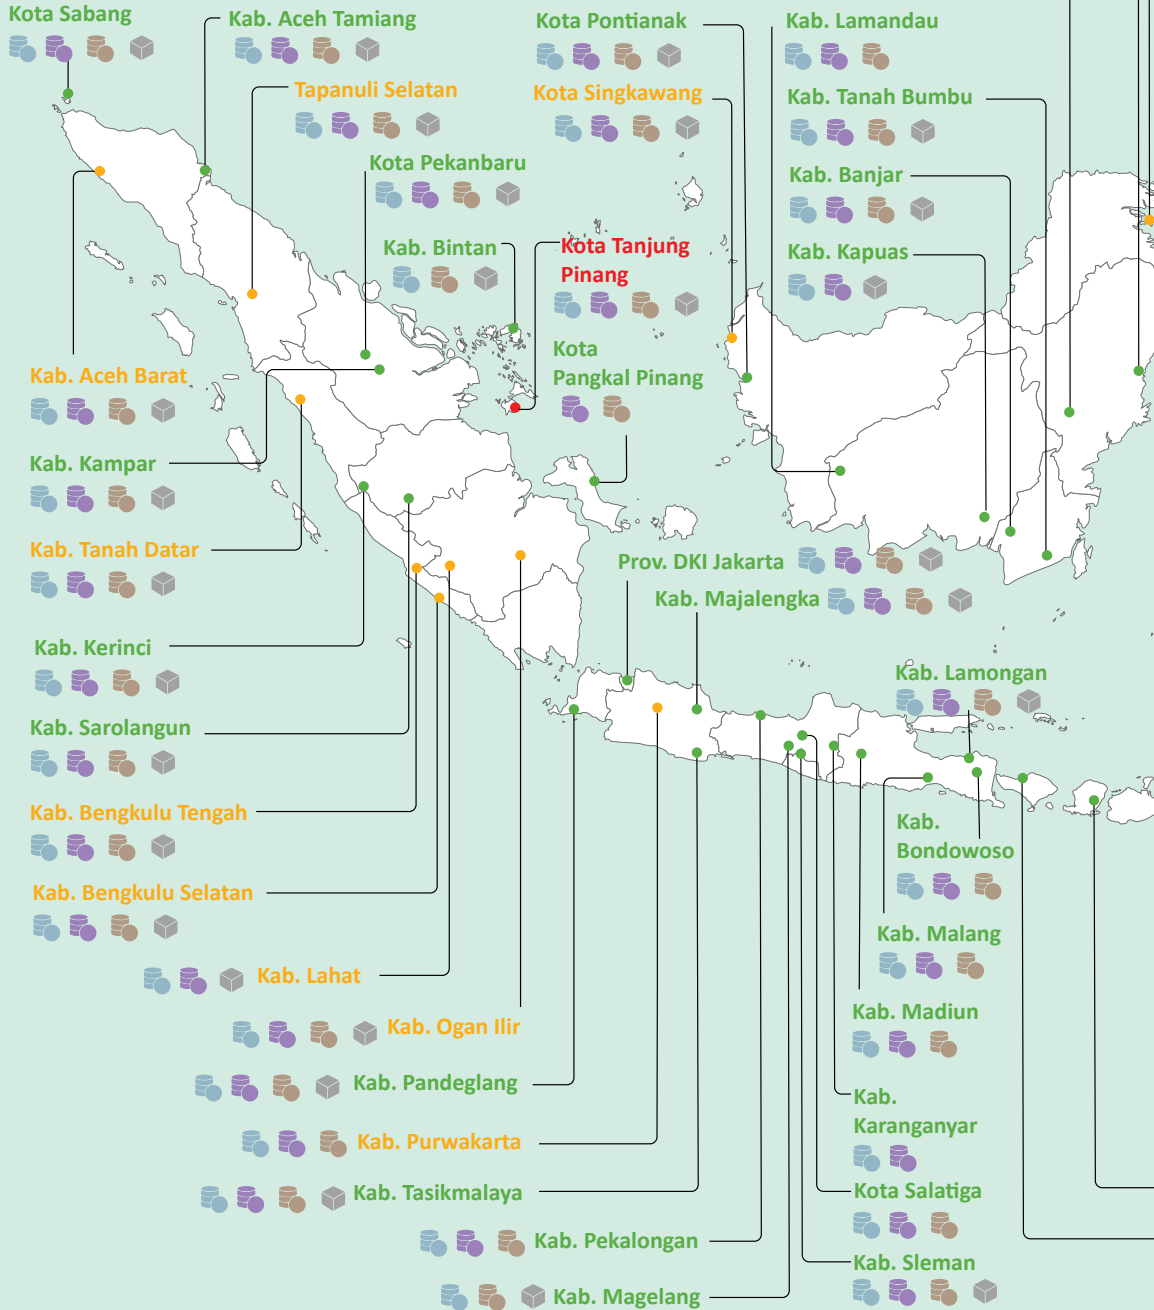 Kota Sabang
Kab. Aceh Tamiang
Kota Pontianak
Kab. Lamandau
Tapanuli Selatan
Kota Singkawang
Kab. Tanah Bumbu
Kota Pekanbaru
Kab. Banjar
Kab. Bintan
Kota Tanjung
Pinang
Kab. Kapuas
Kota
Pangkal Pinang
Kab. Aceh Barat
Kab. Kampar
Kab. Tanah Datar
Prov. DKI Jakarta
Kab. Majalengka
Kab. Kerinci
Kab. Lamongan
Kab. Sarolangun
Kab. Bengkulu Tengah
Kab.
Bondowoso
Kab. Bengkulu Selatan
Kab. Malang
Kab. Lahat
Kab. Madiun
Kab. Ogan Ilir
Kab. Pandeglang
Kab.
Karanganyar
Kab. Purwakarta
Kab. Tasikmalaya
Kota Salatiga
Kab. Pekalongan
Kab. Sleman
Kab. Magelang